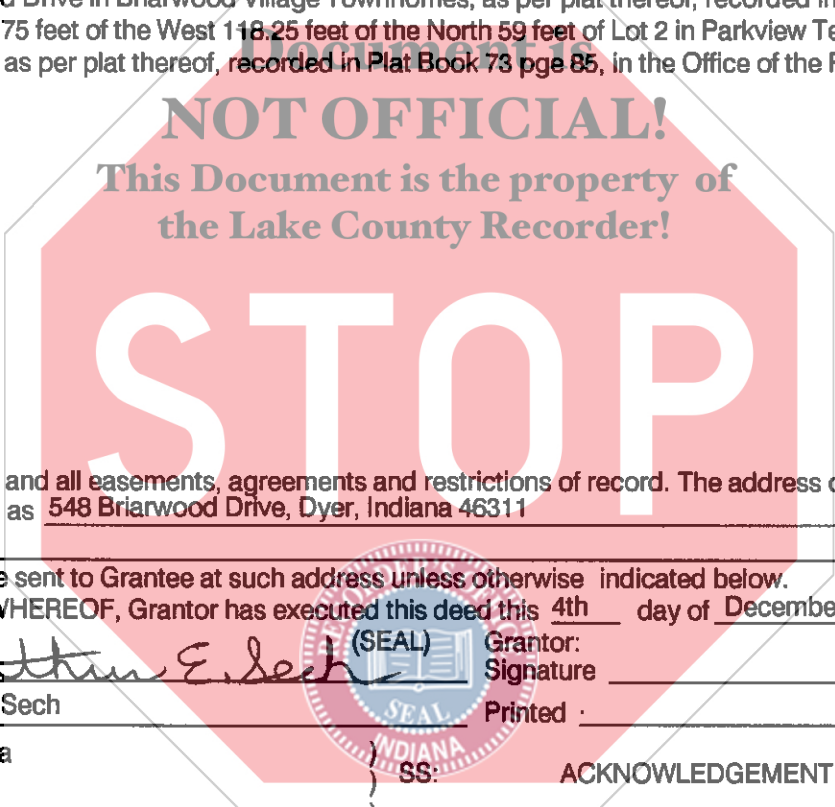 d Drive in Briarwood Village Townhomes, as per plat thereof, recorded in
75 feet of the West 118.25 feet of the North 59 feet of Lot 2 in Parkview Te
Document is
as per plat thereof, recorded in Plat Book 73 pge 85, in the Office of the R
NOT OFFICIAL!
This Document is the property of
the Lake County Recorder!
STOP
and all easements, agreements and restrictions of record. The address o
as 548 Briarwood Drive, Dyer, Indiana 46311
e sent to Grantee at such address unless otherwise indicated below.
WHEREOF, Grantor has executed this deed this 4th day of Decembe
(SEAL) Grantor:
thur E. Sech Signature
Sech Printed
SEAL
INDIANA
a
SS: ACKNOWLEDGEMENT